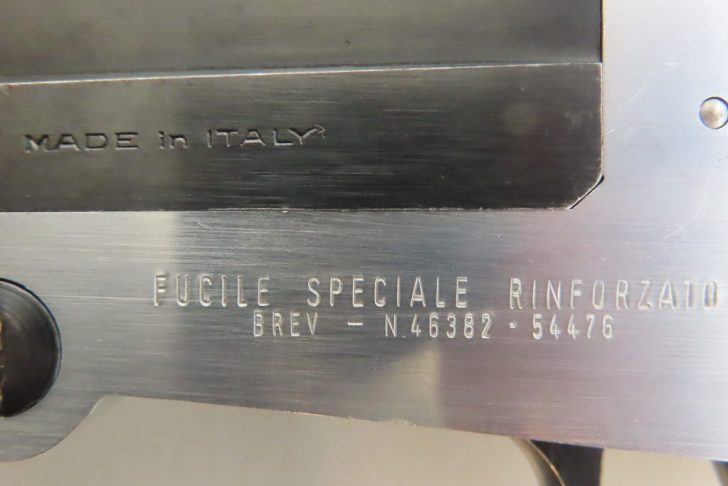 MADE in ITALY
FUCILE SPECIALE RINFORZATO
BREV - N.46382 - 54476